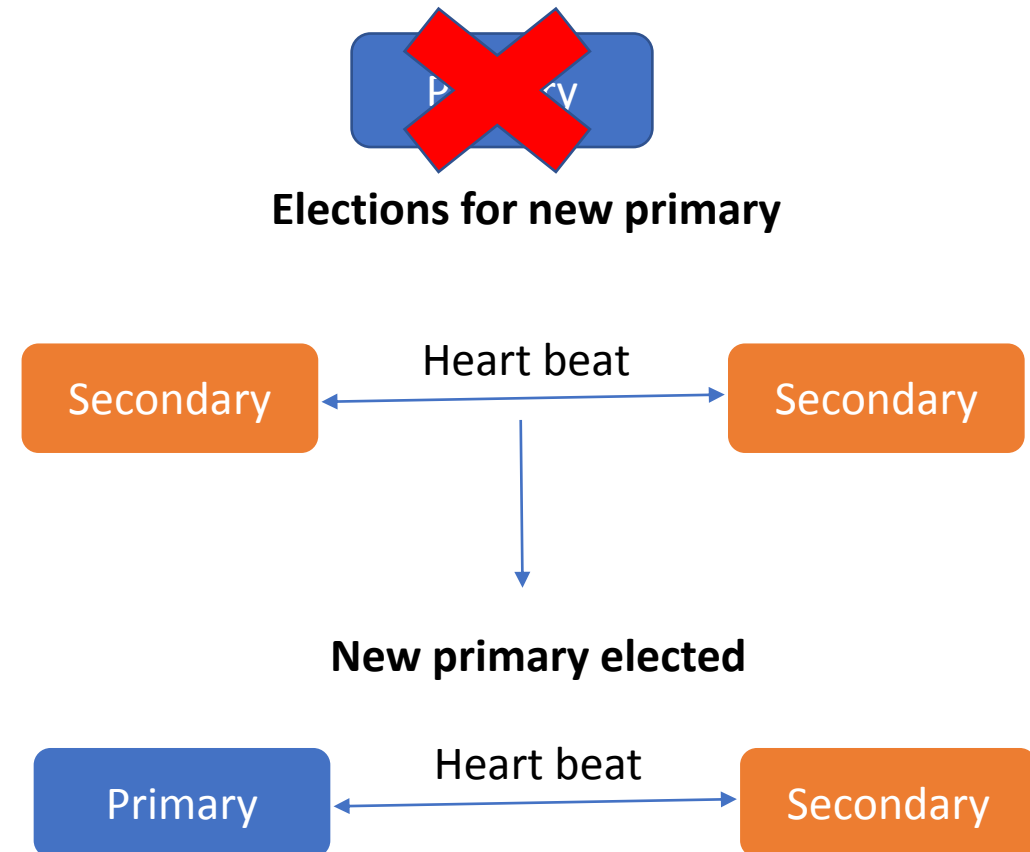 Elections for new primary
Heart beat
Secondary
Secondary
New primary elected
Heart beat
Primary
Secondary